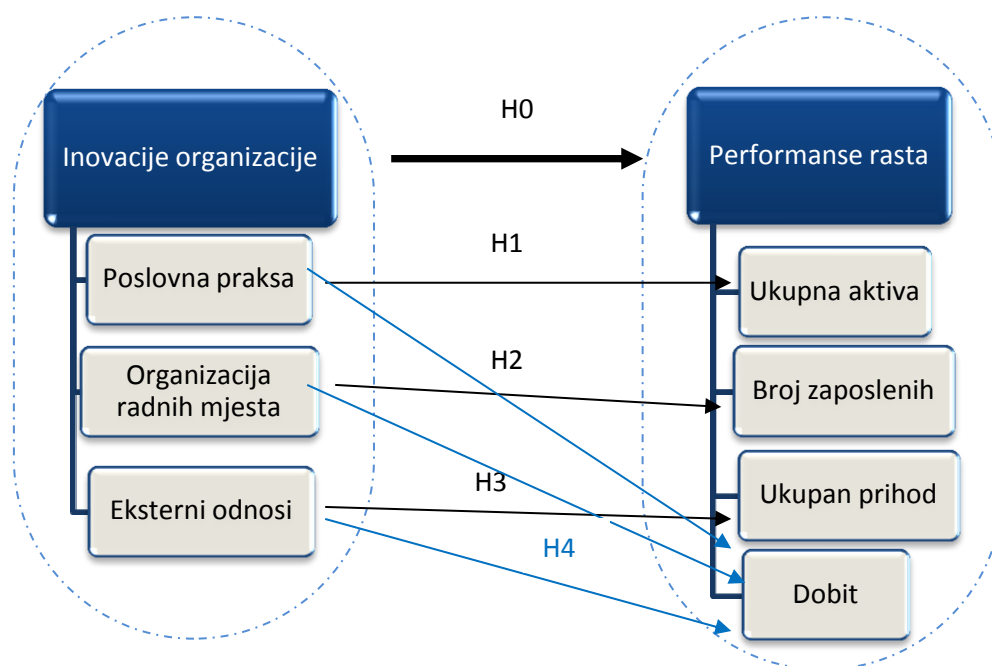 H0
Inovacije organizacije
Performanse rasta
H1
Poslovna praksa
Ukupna aktiva
H2
Organizacija
radnih mjesta
Broj zaposlenih
H3
Eksterni odnosi
Ukupan prihod
H4
Dobit